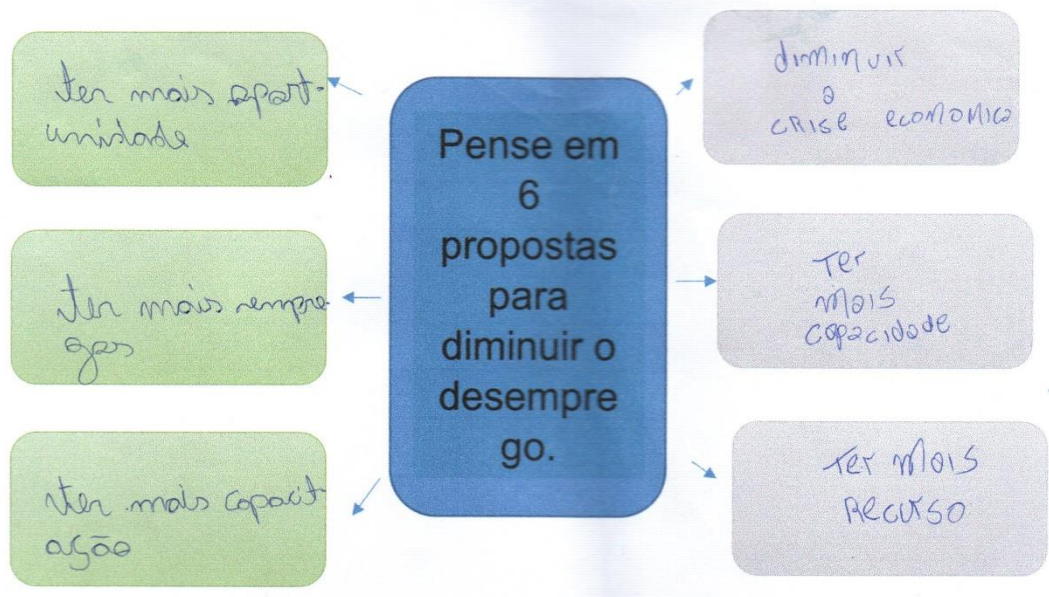 ter mais oport-
unidade
ter mais empre-
gos
ter mais capacit-
ação
Pense em
6
propostas
para
diminuir o
desempre
go.
diminuir
a
CRISE economica
Ter
mais
capacidade
Ter mais
Recurso